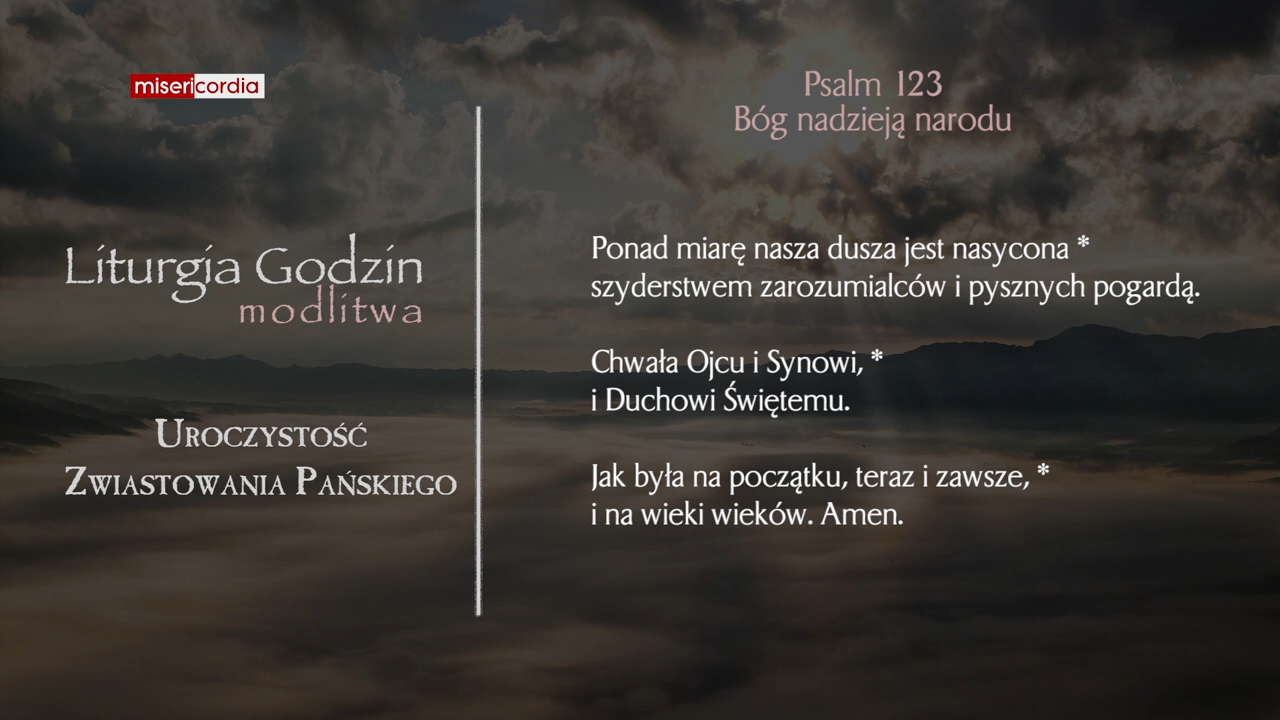 misericordia
Liturgia Godzin
modlitwa
Uroczystość
Zwiastowania Pańskiego
Psalm 123
Bóg nadzieją narodu
Ponad miarę nasza dusza jest nasycona *
szyderstwem zarozumialców i pysznych pogardą.
Chwała Ojcu i Synowi, *
i Duchowi Świętemu.
Jak była na początku, teraz i zawsze, *
i na wieki wieków. Amen.